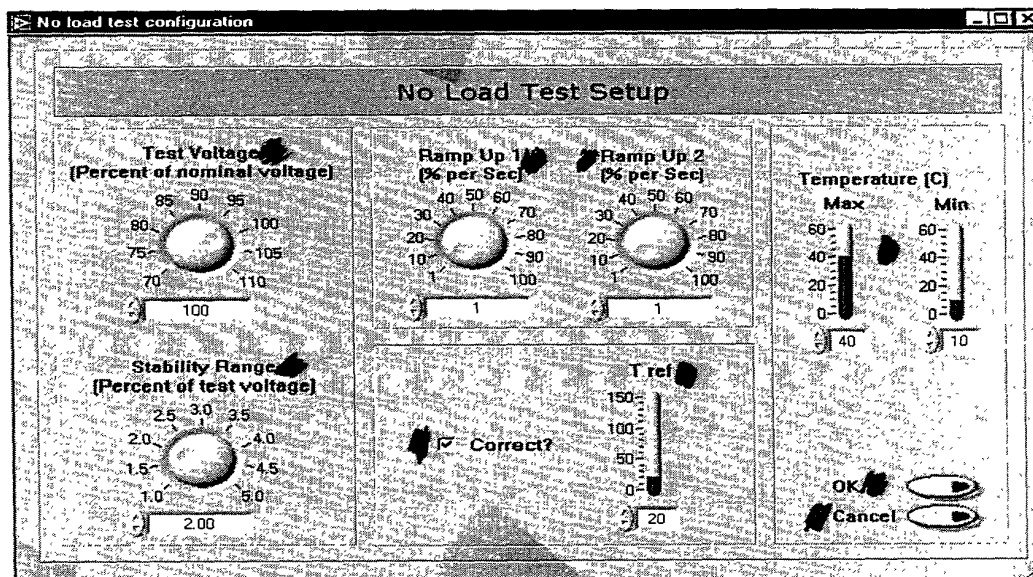 No load test configuration
No Load Test Setup
Test Voltage
(Percent of nominal voltage)
70 75 80 85 90 95 100 105 110
100
Stability Range
(Percent of test voltage)
1.0 1.5 2.0 2.5 3.0 3.5 4.0 4.5 5.0
2.00
Ramp Up 1
(% per Sec)
1 10 20 30 40 50 60 70 80 90 100
1
Ramp Up 2
(% per Sec)
1 10 20 30 40 50 60 70 80 90 100
1
Correct?
T ref
150
100
50
0
20
Temperature [C]
Max
60
40
20
0
40
Min
60
40
20
0
10
OK
Cancel